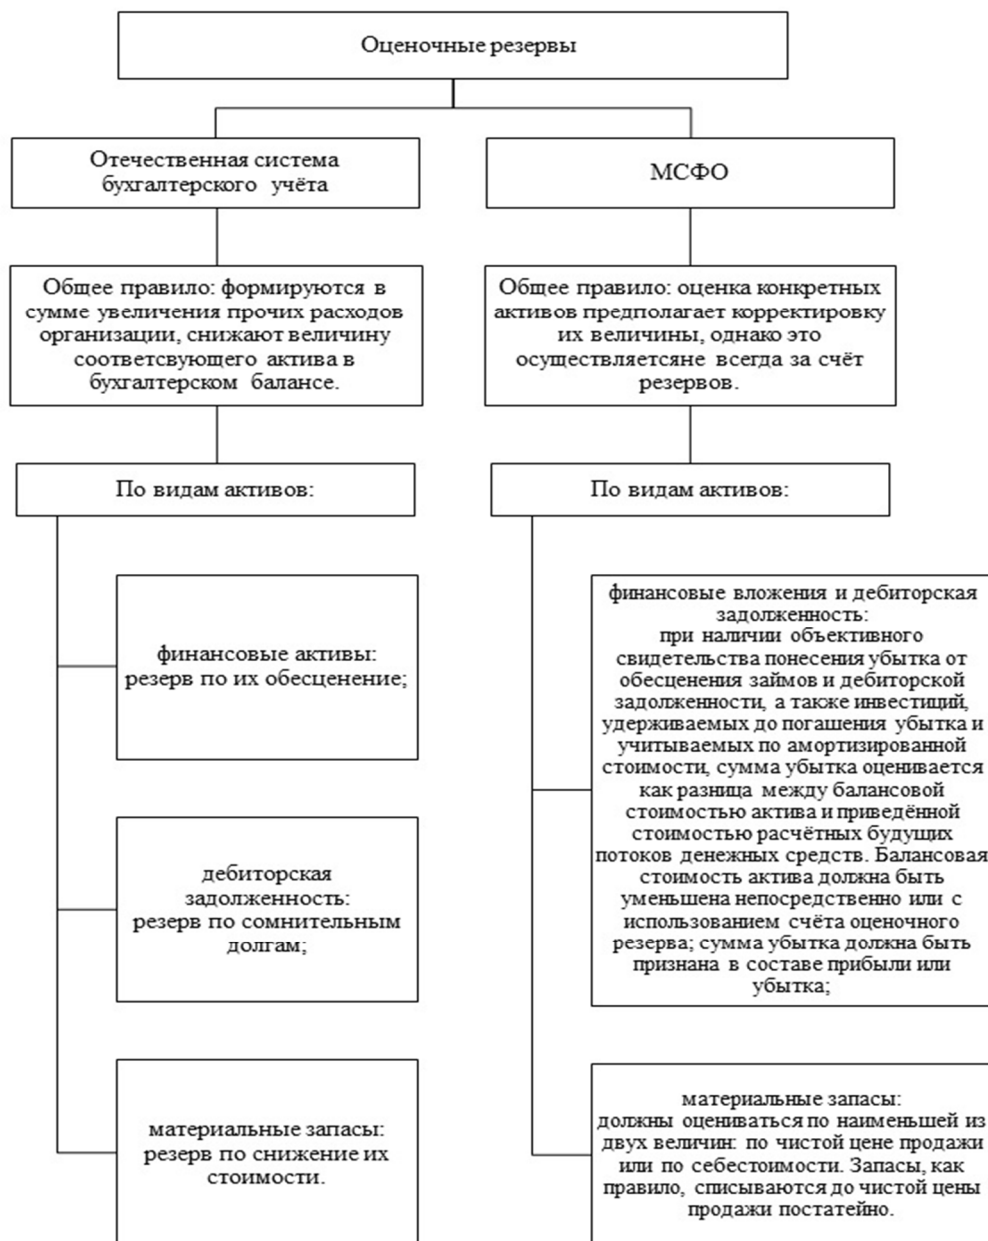 Оценочные резервы
Отечественная система
бухгалтерского учёта
МСФО
Общее правило: формируются в
сумме увеличения прочих расходов
организации, снижают величину
соответсвующего актива в
бухгалтерском балансе.
Общее правило: оценка конкретных
активов предполагает корректировку
их величины, однако это
осуществляетсяне всегда за счёт
резервов.
По видам активов:
По видам активов:
финансовые активы:
резерв по их обесценение;
дебиторская
задолженность:
резерв по сомнительным
долгам;
материальные запасы:
резерв по снижение их
стоимости.
финансовые вложения и дебиторская
задолженность:
при наличии объективного
свидетельства понесения убытка от
обесценения займов и дебиторской
задолженности, а также инвестиций,
удерживаемых до погашения убытка и
учитываемых по амортизированной
стоимости, сумма убытка оценивается
как разница между балансовой
стоимостью актива и приведённой
стоимостью расчётных будущих
потоков денежных средств. Балансовая
стоимость актива должна быть
уменьшена непосредственно или с
использованием счёта оценочного
резерва; сумма убытка должна быть
признана в составе прибыли или
убытка;
материальные запасы:
должны оцениваться по наименьшей из
двух величин: по чистой цене продажи
или по себестоимости. Запасы, как
правило, списываются до чистой цены
продажи постатейно.